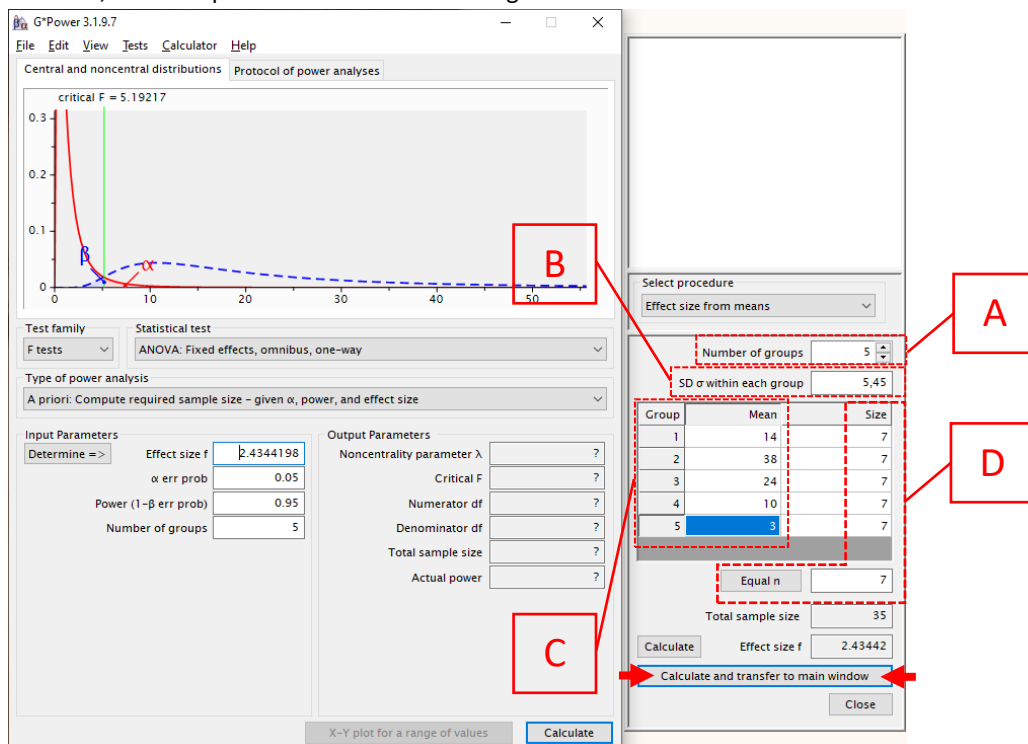 G*Power 3.1.9.7
File Edit View Tests Calculator Help
Central and noncentral distributions Protocol of power analyses
critical F = 5.19217
0.3
0.2
0.1
0
β
α
0 10 20 30 40 50
Test family Statistical test
F tests ANOVA: Fixed effects, omnibus, one-way
Type of power analysis
A priori: Compute required sample size – given α, power, and effect size
Input Parameters
Determine => Effect size f 2.4344198
α err prob 0.05
Power (1–β err prob) 0.95
Number of groups 5
Output Parameters
Noncentrality parameter λ ?
Critical F ?
Numerator df ?
Denominator df ?
Total sample size ?
Actual power ?
X-Y plot for a range of values Calculate
B
A
D
C
Select procedure
Effect size from means
Number of groups 5
SD σ within each group 5,45
Group Mean Size
1 14 7
2 38 7
3 24 7
4 10 7
5 3 7
Equal n 7
Total sample size 35
Calculate Effect size f 2.43442
Calculate and transfer to main window
Close